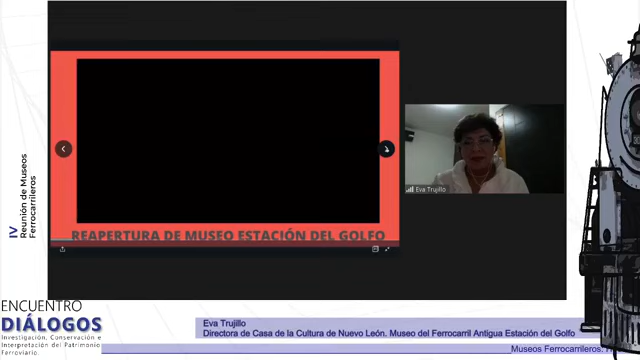 REAPERTURA DE MUSEO ESTACIÓN DEL GOLFO
Eva Trujillo
IV
Reunión de Museos
Ferrocarrileros
ENCUENTRO
DIÁLOGOS
Investigación, Conservación e
Interpretación del Patrimonio
Ferroviario.
Eva Trujillo
Directora de Casa de la Cultura de Nuevo León. Museo del Ferrocarril Antigua Estación del Golfo
Museos Ferrocarrileros.